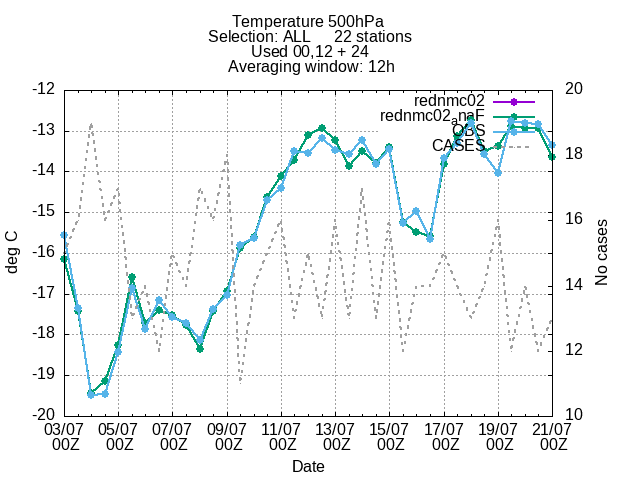 Temperature 500hPa
Selection: ALL 22 stations
Used 00,12 + 24
Averaging window: 12h
rednmc02
rednmc02anaF
OBS
CASES
deg C
-12
-13
-14
-15
-16
-17
-18
-19
-20
20
18
16
14
12
10
No cases
03/07 05/07 07/07 09/07 11/07 13/07 15/07 17/07 19/07 21/07
00Z 00Z 00Z 00Z 00Z 00Z 00Z 00Z 00Z 00Z
Date